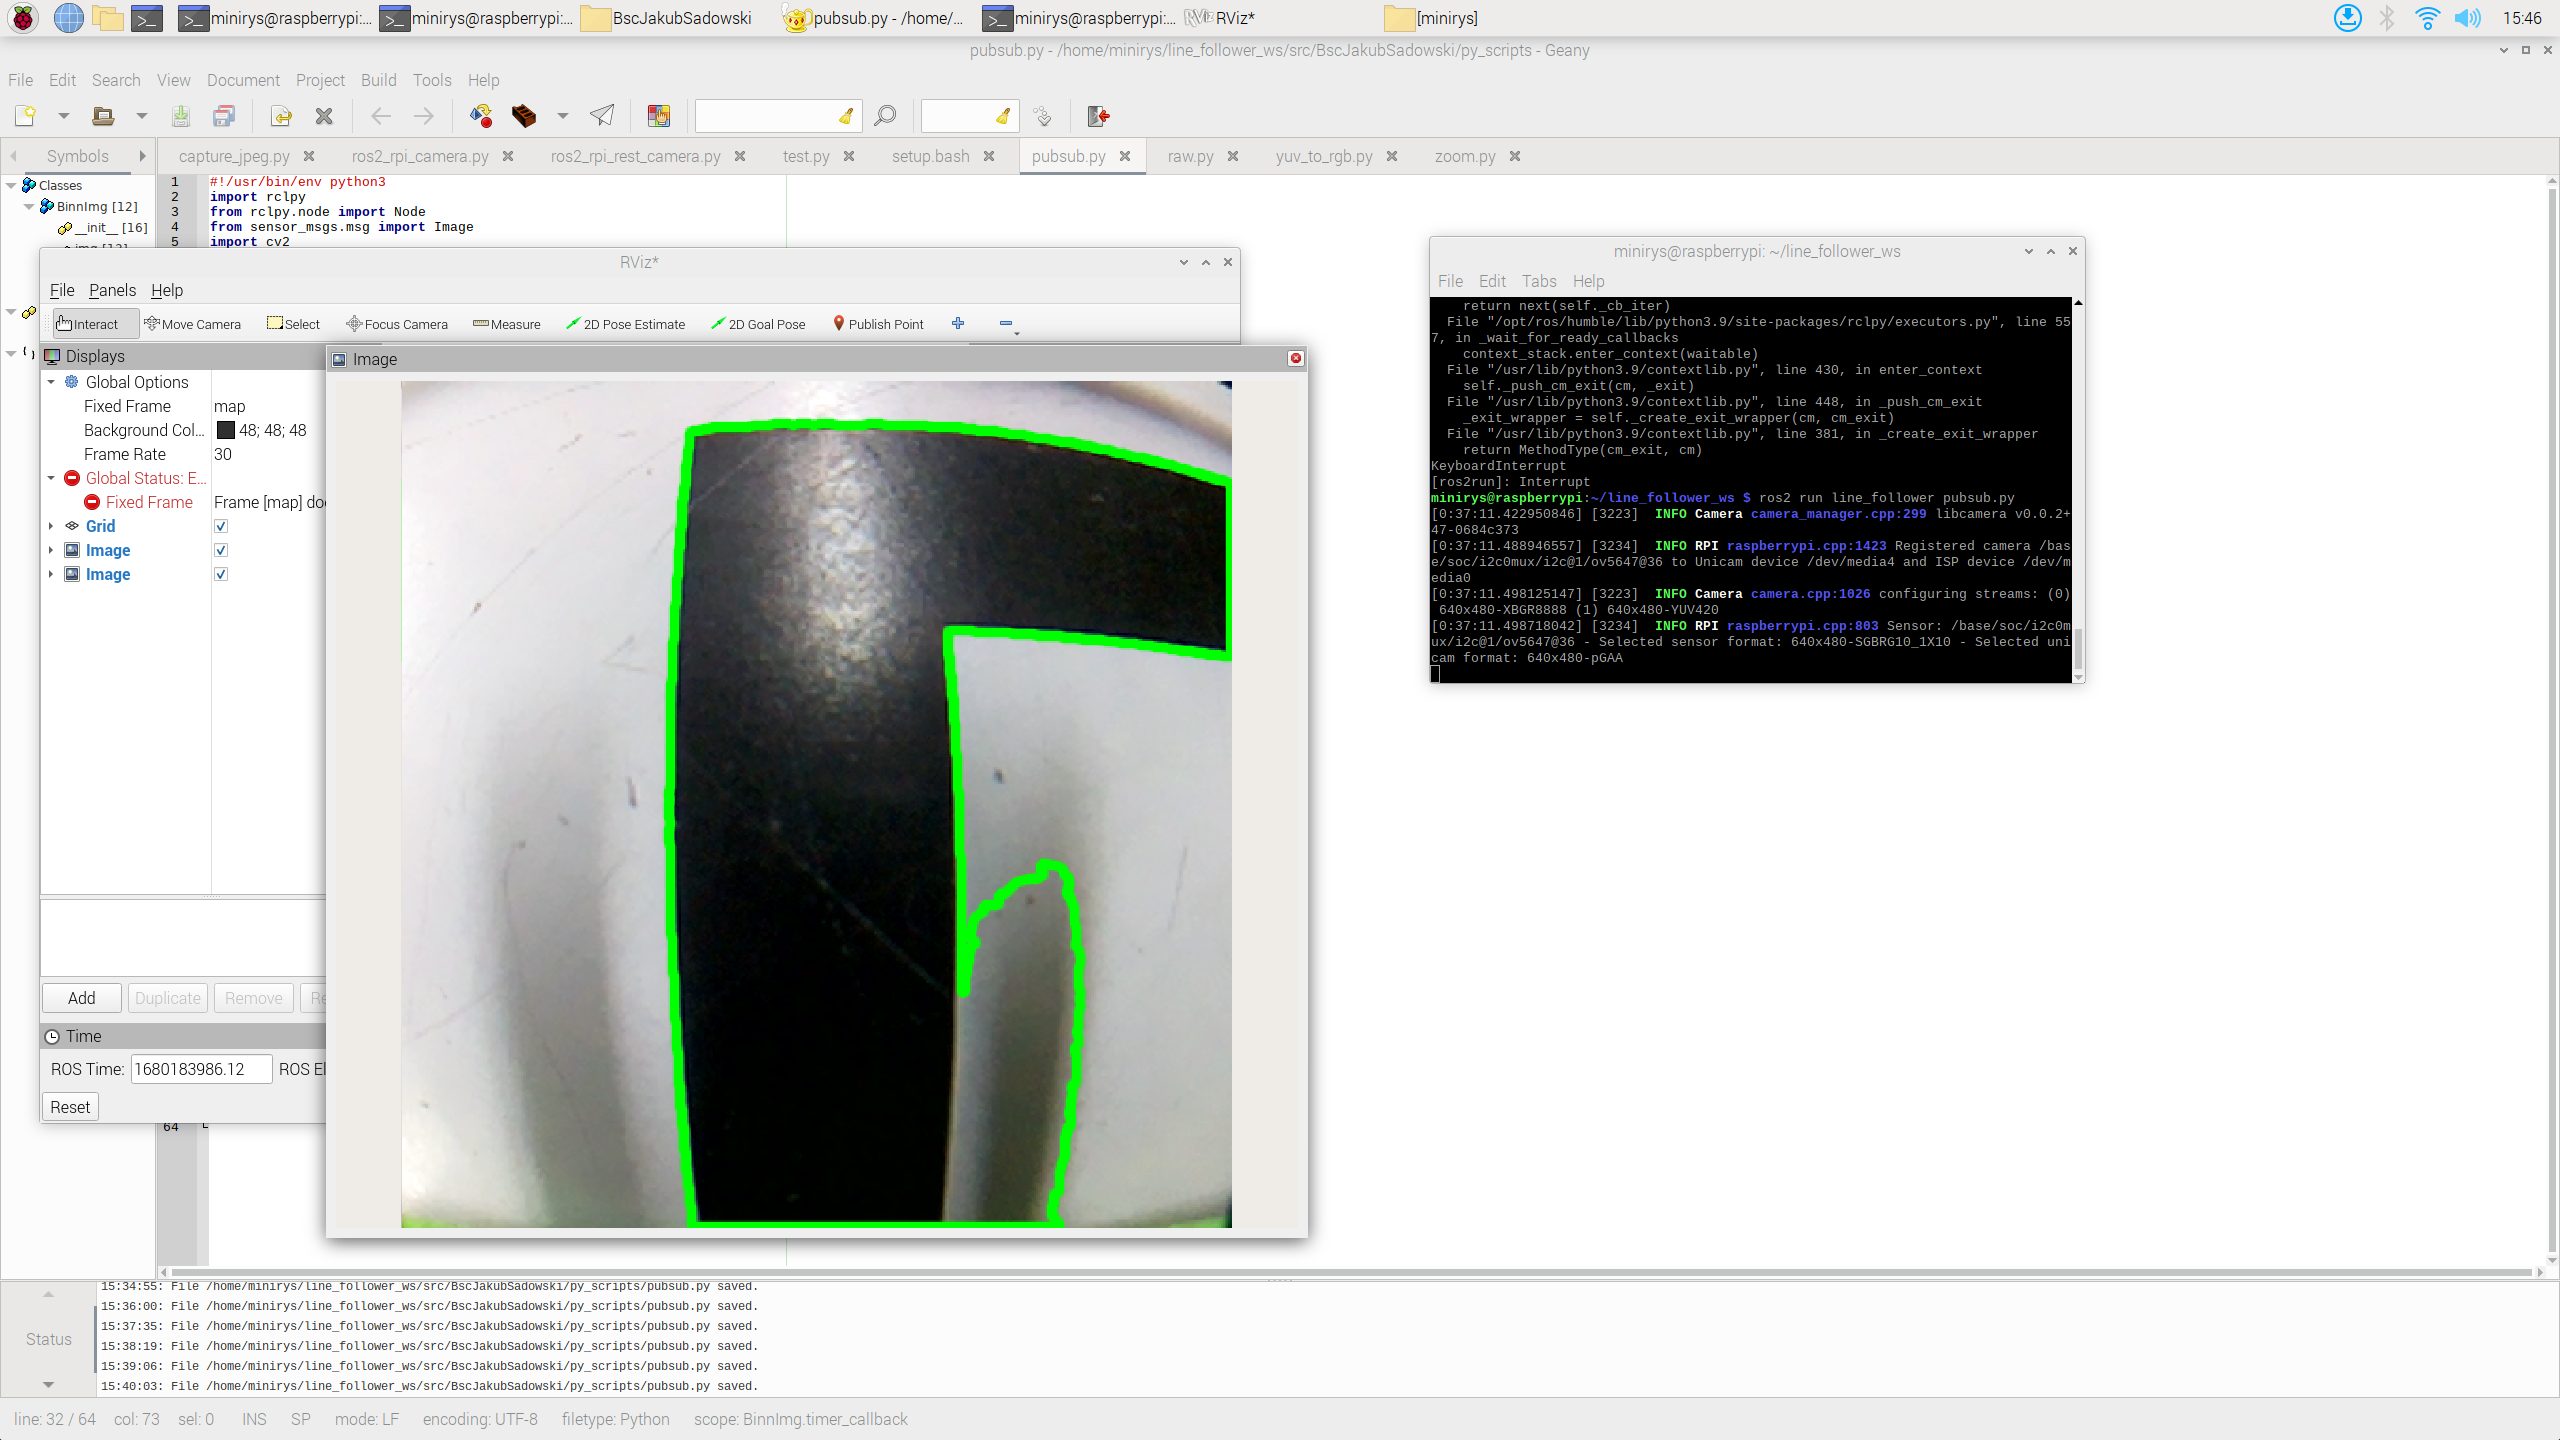 minirys@raspberrypi:... minirys@raspberrypi:... BscJakubSadowski pubsub.py - /home/... minirys@raspberrypi:... RViz* [minirys] 15:46
pubsub.py - /home/minirys/line_follower_ws/src/BscJakubSadowski/py_scripts - Geany
File Edit Search View Document Project Build Tools Help
Symbols capture_jpeg.py ros2_rpi_camera.py ros2_rpi_rest_camera.py test.py setup.bash pubsub.py raw.py yuv_to_rgb.py zoom.py
Classes
BinnImg [12]
__init__ [16]
1 #!/usr/bin/env python3
2 import rclpy
3 from rclpy.node import Node
4 from sensor_msgs.msg import Image
5 import cv2
RViz*
File Panels Help
Interact Move Camera Select Focus Camera Measure 2D Pose Estimate 2D Goal Pose Publish Point
Displays
Global Options
Fixed Frame map
Background Col... 48; 48; 48
Frame Rate 30
Global Status: E...
Fixed Frame Frame [map] do
Grid
Image
Image
Add Duplicate Remove Re
Time
ROS Time: 1680183986.12 ROS El
Reset
64
Image
minirys@raspberrypi: ~/line_follower_ws
File Edit Tabs Help
return next(self._cb_iter)
File "/opt/ros/humble/lib/python3.9/site-packages/rclpy/executors.py", line 55
7, in _wait_for_ready_callbacks
context_stack.enter_context(waitable)
File "/usr/lib/python3.9/contextlib.py", line 430, in enter_context
self._push_cm_exit(cm, _exit)
File "/usr/lib/python3.9/contextlib.py", line 448, in _push_cm_exit
_exit_wrapper = self._create_exit_wrapper(cm, cm_exit)
File "/usr/lib/python3.9/contextlib.py", line 381, in _create_exit_wrapper
return MethodType(cm_exit, cm)
KeyboardInterrupt
[ros2run]: Interrupt
minirys@raspberrypi:~/line_follower_ws $ ros2 run line_follower pubsub.py
[0:37:11.422950846] [3223] INFO Camera camera_manager.cpp:299 libcamera v0.0.2+
47-0684c373
[0:37:11.488946557] [3234] INFO RPI raspberrypi.cpp:1423 Registered camera /bas
e/soc/i2c0mux/i2c@1/ov5647@36 to Unicam device /dev/media4 and ISP device /dev/m
edia0
[0:37:11.498125147] [3223] INFO Camera camera.cpp:1026 configuring streams: (0)
640x480-XBGR8888 (1) 640x480-YUV420
[0:37:11.498718042] [3234] INFO RPI raspberrypi.cpp:803 Sensor: /base/soc/i2c0m
ux/i2c@1/ov5647@36 - Selected sensor format: 640x480-SGBRG10_1X10 - Selected uni
cam format: 640x480-pGAA
Status
15:34:55: File /home/minirys/line_follower_ws/src/BscJakubSadowski/py_scripts/pubsub.py saved.
15:36:00: File /home/minirys/line_follower_ws/src/BscJakubSadowski/py_scripts/pubsub.py saved.
15:37:35: File /home/minirys/line_follower_ws/src/BscJakubSadowski/py_scripts/pubsub.py saved.
15:38:19: File /home/minirys/line_follower_ws/src/BscJakubSadowski/py_scripts/pubsub.py saved.
15:39:06: File /home/minirys/line_follower_ws/src/BscJakubSadowski/py_scripts/pubsub.py saved.
15:40:03: File /home/minirys/line_follower_ws/src/BscJakubSadowski/py_scripts/pubsub.py saved.
line: 32 / 64 col: 73 sel: 0 INS SP mode: LF encoding: UTF-8 filetype: Python scope: BinnImg.timer_callback